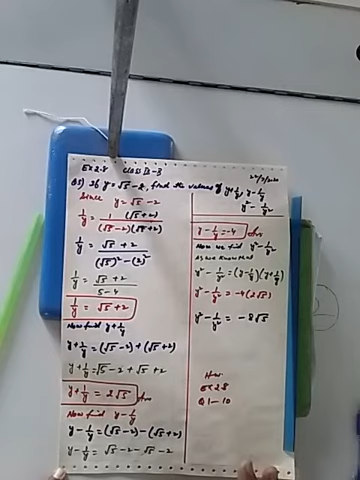 Ex 2.8 Class IX-B
Q3) If y = √5 - 2, find the values of y + 1/y, y - 1/y
y² - 1/y²
Since y = √5 - 2
1/y = 1 (√5 + 2) / (√5 - 2)(√5 + 2)
1/y = √5 + 2 / (√5)² - (2)²
1/y = √5 + 2 / 5 - 4
1/y = √5 + 2
Now find y + 1/y
y + 1/y = (√5 - 2) + (√5 + 2)
y + 1/y = √5 - 2 + √5 + 2
y + 1/y = 2√5 Ans
Now find y - 1/y
y - 1/y = (√5 - 2) - (√5 + 2)
y - 1/y = √5 - 2 - √5 - 2
y - 1/y = -4 Ans
Now we find y² - 1/y²
As we know that
y² - 1/y² = (y - 1/y)(y + 1/y)
y² - 1/y² = -4(2√5)
y² - 1/y² = -8√5
H.w
Ex 2.8
Q 1-10